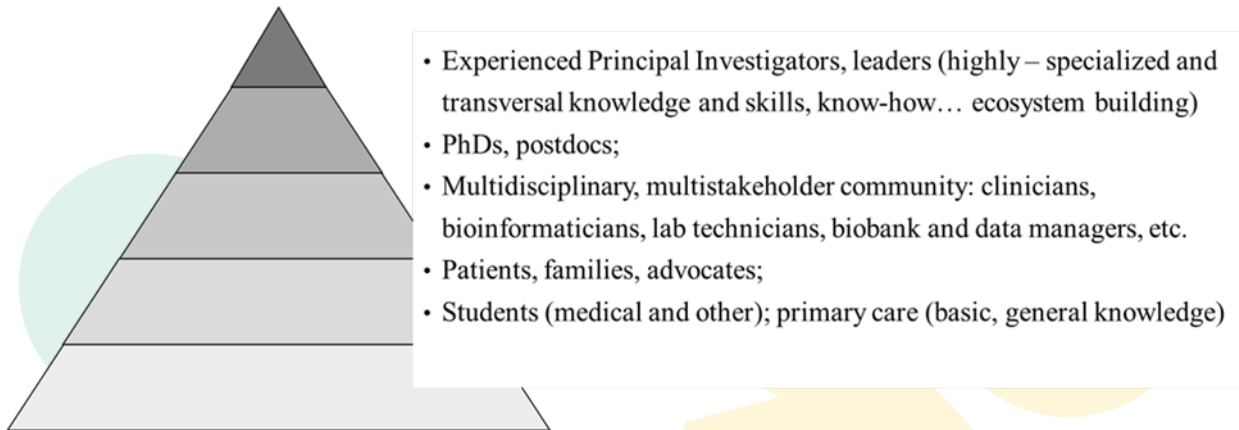 • Experienced Principal Investigators, leaders (highly – specialized and
transversal knowledge and skills, know-how… ecosystem building)
• PhDs, postdocs;
• Multidisciplinary, multistakeholder community: clinicians,
bioinformaticians, lab technicians, biobank and data managers, etc.
• Patients, families, advocates;
• Students (medical and other); primary care (basic, general knowledge)